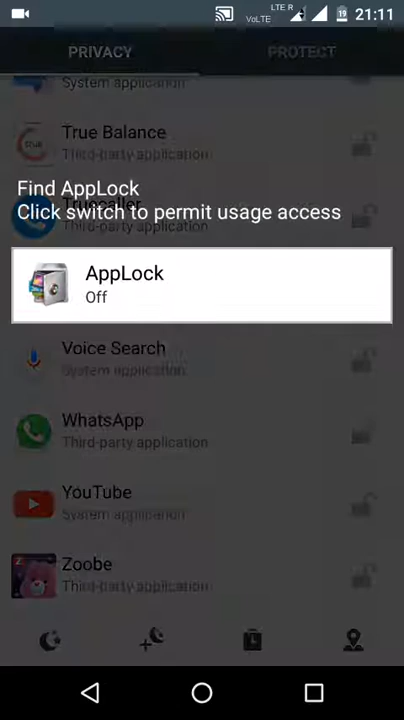 LTE R
VoLTE
19
21:11
PRIVACY
PROTECT
System application
True Balance
true
Third-party application
Find AppLock
Truecaller
Click switch to permit usage access
Third-party application
AppLock
Off
Voice Search
System application
WhatsApp
Third-party application
YouTube
System application
Zoobe
Third-party application